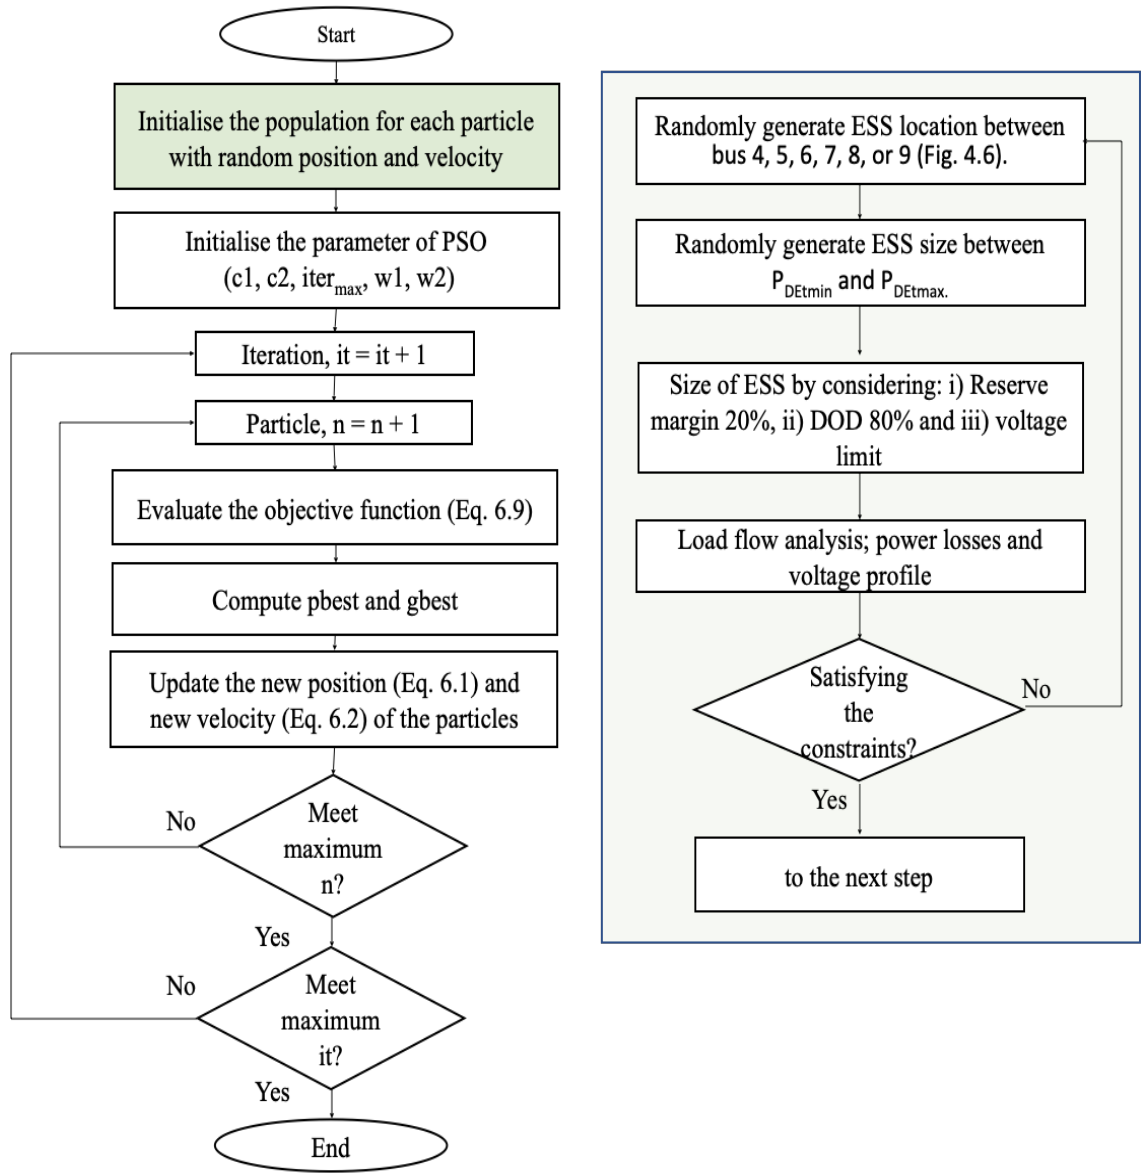 Start
Initialise the population for each particle
with random position and velocity
Initialise the parameter of PSO
(c1, c2, iter_max, w1, w2)
Iteration, it = it + 1
Particle, n = n + 1
Evaluate the objective function (Eq. 6.9)
Compute pbest and gbest
Update the new position (Eq. 6.1) and
new velocity (Eq. 6.2) of the particles
Meet
maximum
n?
No
Yes
Meet
maximum
it?
No
Yes
End
Randomly generate ESS location between
bus 4, 5, 6, 7, 8, or 9 (Fig. 4.6).
Randomly generate ESS size between
P_DEtmin and P_DEtmax.
Size of ESS by considering: i) Reserve
margin 20%, ii) DOD 80% and iii) voltage
limit
Load flow analysis; power losses and
voltage profile
Satisfying
the
constraints?
No
Yes
to the next step